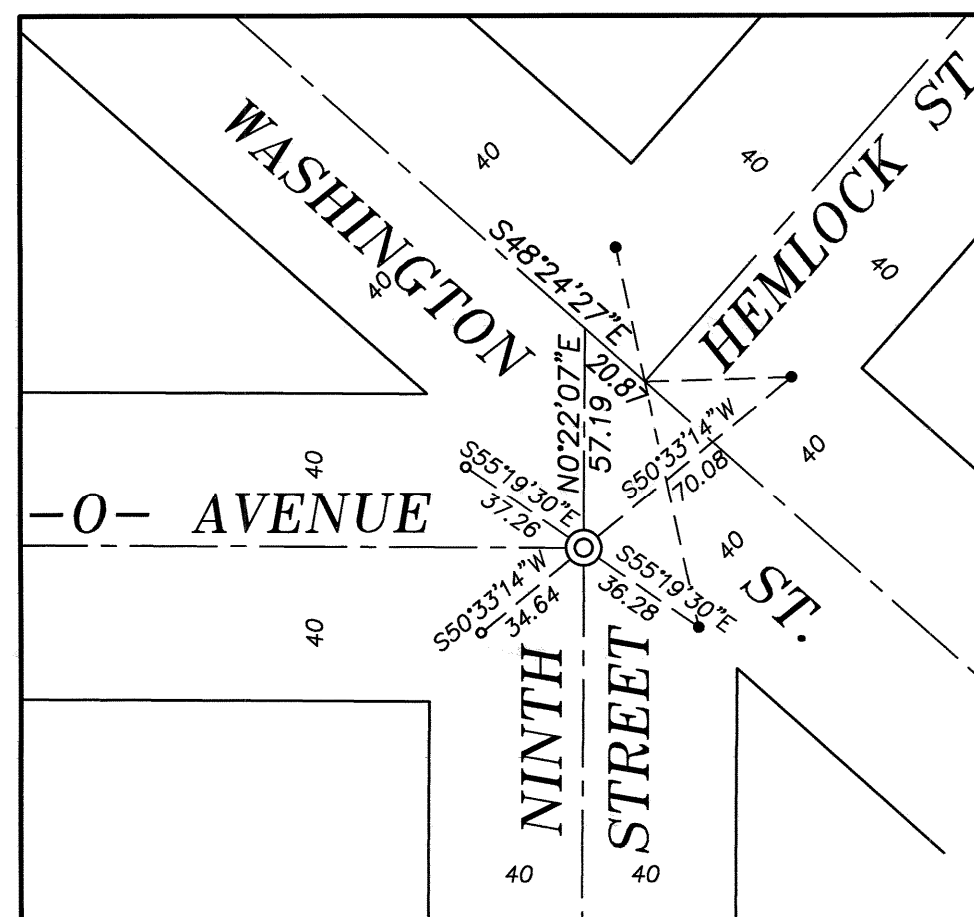 WASHINGTON
ST.
HEMLOCK ST
-O- AVENUE
NINTH
STREET
40
40
40
40
40
40
40
40
40
40
S48°24'27"E
20.87
N0°22'07"E
57.19
S50°33'14"W
70.08
S55°19'30"E
37.26
S55°19'30"E
36.28
S50°33'14"W
34.64